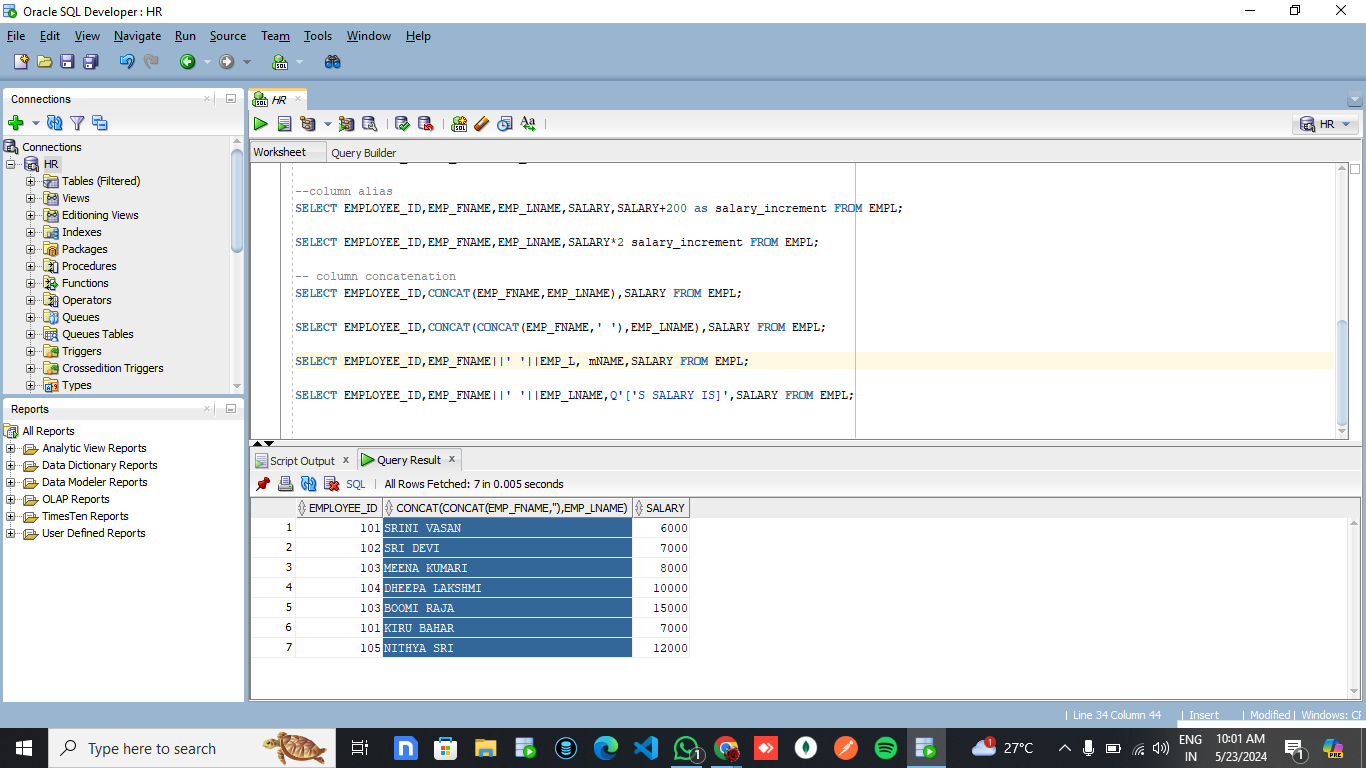 Oracle SQL Developer : HR
File Edit View Navigate Run Source Team Tools Window Help
Connections
Connections
HR
Tables (Filtered)
Views
Editioning Views
Indexes
Packages
Procedures
Functions
Operators
Queues
Queues Tables
Triggers
Crossedition Triggers
Types
Reports
All Reports
Analytic View Reports
Data Dictionary Reports
Data Modeler Reports
OLAP Reports
TimesTen Reports
User Defined Reports
HR
HR
Worksheet Query Builder
--column alias
SELECT EMPLOYEE_ID,EMP_FNAME,EMP_LNAME,SALARY,SALARY+200 as salary_increment FROM EMPL;
SELECT EMPLOYEE_ID,EMP_FNAME,EMP_LNAME,SALARY*2 salary_increment FROM EMPL;
-- column concatenation
SELECT EMPLOYEE_ID,CONCAT(EMP_FNAME,EMP_LNAME),SALARY FROM EMPL;
SELECT EMPLOYEE_ID,CONCAT(CONCAT(EMP_FNAME,' '),EMP_LNAME),SALARY FROM EMPL;
SELECT EMPLOYEE_ID,EMP_FNAME||' '||EMP_L, mNAME,SALARY FROM EMPL;
SELECT EMPLOYEE_ID,EMP_FNAME||' '||EMP_LNAME,Q'['S SALARY IS]',SALARY FROM EMPL;
Script Output x Query Result x
SQL | All Rows Fetched: 7 in 0.005 seconds
EMPLOYEE_ID CONCAT(CONCAT(EMP_FNAME,''),EMP_LNAME) SALARY
1 101 SRINI VASAN 6000
2 102 SRI DEVI 7000
3 103 MEENA KUMARI 8000
4 104 DHEEPA LAKSHMI 10000
5 103 BOOMI RAJA 15000
6 101 KIRU BAHAR 7000
7 105 NITHYA SRI 12000
| Line 34 Column 44 | Insert | Modified | Windows: CF
Type here to search
1
1
27°C
ENG
IN
10:01 AM
5/23/2024
1
PRE